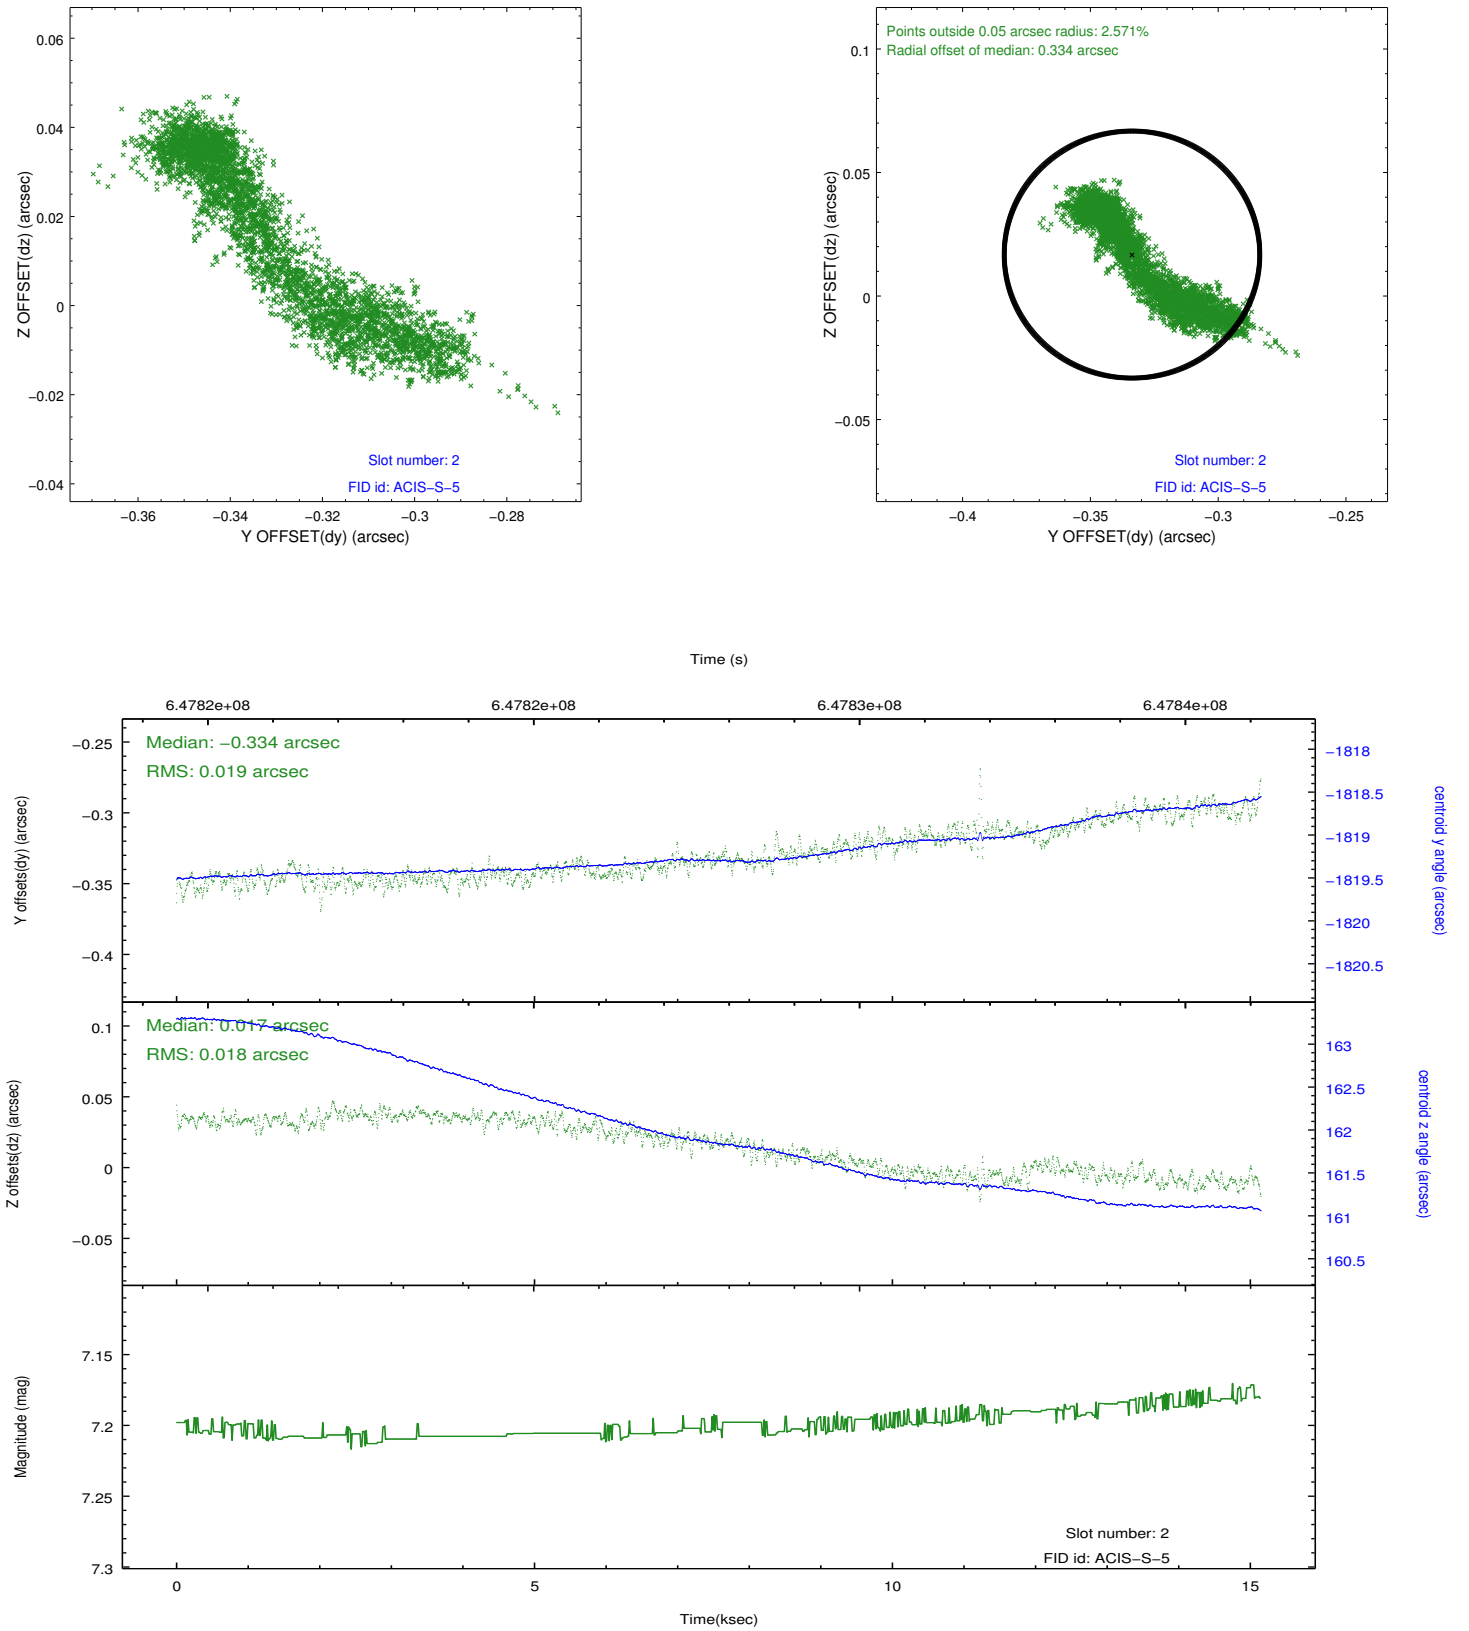 0.06
0.04
0.02
0
−0.02
−0.04
Z OFFSET(dz) (arcsec)
Slot number: 2
FID id: ACIS−S−5
−0.36
−0.34
−0.32
−0.3
−0.28
Y OFFSET(dy) (arcsec)
Points outside 0.05 arcsec radius: 2.571%
Radial offset of median: 0.334 arcsec
0.1
0.05
0
−0.05
Z OFFSET(dz) (arcsec)
Slot number: 2
FID id: ACIS−S−5
−0.4
−0.35
−0.3
−0.25
Y OFFSET(dy) (arcsec)
Time (s)
6.4782e+08
6.4782e+08
6.4783e+08
6.4784e+08
Median: −0.334 arcsec
RMS: 0.019 arcsec
−0.25
−0.3
−0.35
−0.4
Y offsets(dy) (arcsec)
−1818
−1818.5
−1819
−1819.5
−1820
−1820.5
centroid y angle (arcsec)
Median: 0.017 arcsec
RMS: 0.018 arcsec
0.1
0.05
0
−0.05
Z offsets(dz) (arcsec)
163
162.5
162
161.5
161
160.5
centroid z angle (arcsec)
7.15
7.2
7.25
7.3
Magnitude (mag)
Slot number: 2
FID id: ACIS−S−5
0
5
10
15
Time(ksec)